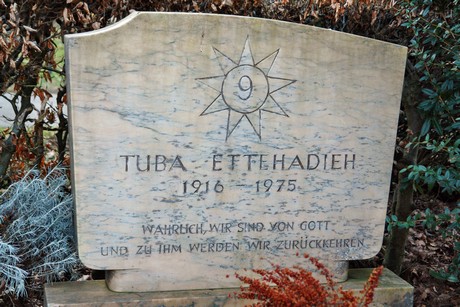 9
TUBA ETTEHADIEH
1916 - 1975
WAHRLICH, WIR SIND VON GOTT
UND ZU IHM WERDEN WIR ZURÜCKKEHREN